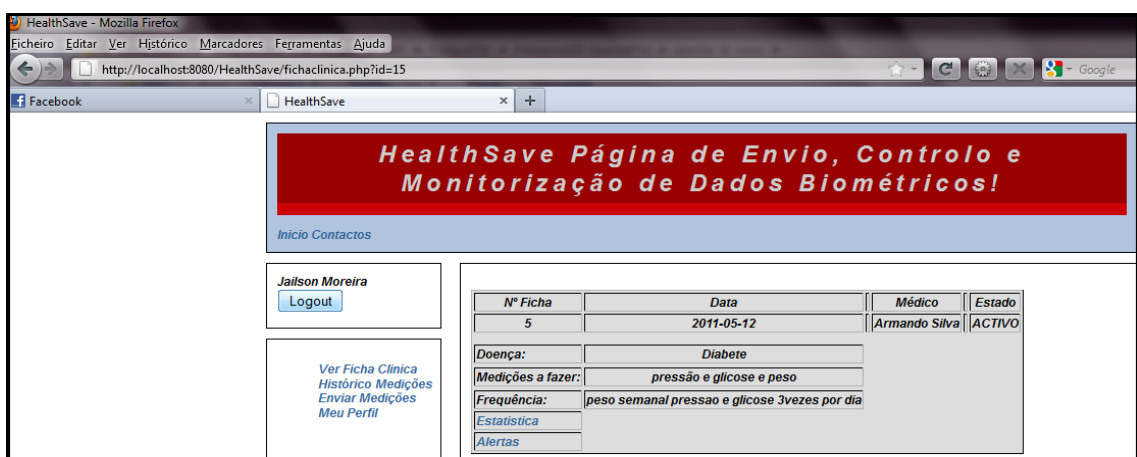 HealthSave - Mozilla Firefox
Ficheiro Editar Ver Histórico Marcadores Ferramentas Ajuda
http://localhost:8080/HealthSave/fichaclinica.php?id=15
Google
Facebook
HealthSave
HealthSave Página de Envio, Controlo e
Monitorização de Dados Biométricos!
Inicio Contactos
Jailson Moreira
Logout
Ver Ficha Clinica
Histórico Medições
Enviar Medições
Meu Perfil
Nº Ficha Data Médico Estado
5 2011-05-12 Armando Silva ACTIVO
Doença: Diabete
Medições a fazer: pressão e glicose e peso
Frequência: peso semanal pressao e glicose 3vezes por dia
Estatistica
Alertas